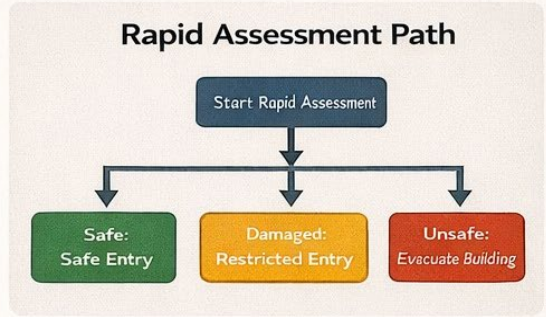 Rapid Assessment Path
Start Rapid Assessment
Safe:
Safe Entry
Damaged:
Restricted Entry
Unsafe:
Evacuate Building